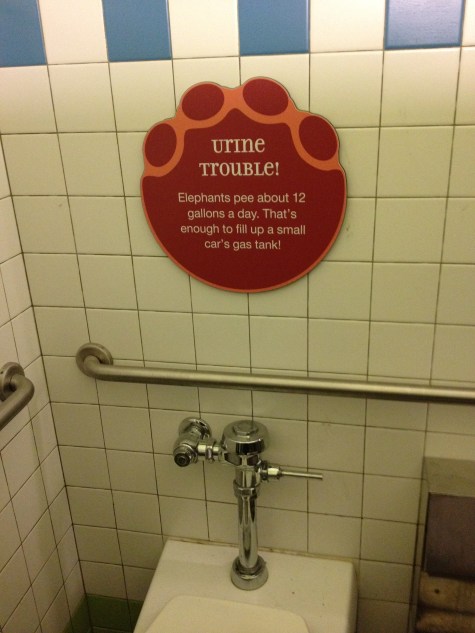 urine
TrOUBLe!
Elephants pee about 12
gallons a day. That's
enough to fill up a small
car's gas tank!